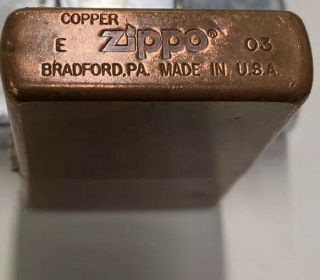 COPPER
E zippo® 03
BRADFORD,PA. MADE IN U.S.A